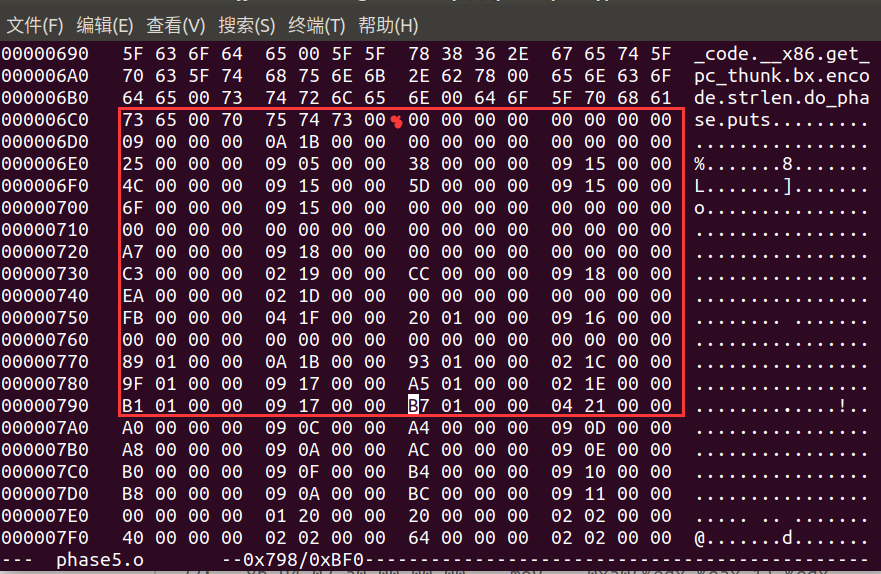 文件(F) 编辑(E) 查看(V) 搜索(S) 终端(T) 帮助(H)
00000690 5F 63 6F 64 65 00 5F 5F 78 38 36 2E 67 65 74 5F _code.__x86.get_
000006A0 70 63 5F 74 68 75 6E 6B 2E 62 78 00 65 6E 63 6F pc_thunk.bx.enco
000006B0 64 65 00 73 74 72 6C 65 6E 00 64 6F 5F 70 68 61 de.strlen.do_pha
000006C0 73 65 00 70 75 74 73 00 00 00 00 00 00 00 00 00 se.puts.........
000006D0 09 00 00 00 0A 1B 00 00 00 00 00 00 00 00 00 00 ................
000006E0 25 00 00 00 09 05 00 00 38 00 00 00 09 15 00 00 %.......8.......
000006F0 4C 00 00 00 09 15 00 00 5D 00 00 00 09 15 00 00 L.......].......
00000700 6F 00 00 00 09 15 00 00 00 00 00 00 00 00 00 00 o...............
00000710 00 00 00 00 00 00 00 00 00 00 00 00 00 00 00 00 ................
00000720 A7 00 00 00 09 18 00 00 00 00 00 00 00 00 00 00 ................
00000730 C3 00 00 00 02 19 00 00 CC 00 00 00 09 18 00 00 ................
00000740 EA 00 00 00 02 1D 00 00 00 00 00 00 00 00 00 00 ................
00000750 FB 00 00 00 04 1F 00 00 20 01 00 00 09 16 00 00 ........ .......
00000760 00 00 00 00 00 00 00 00 00 00 00 00 00 00 00 00 ................
00000770 89 01 00 00 0A 1B 00 00 93 01 00 00 02 1C 00 00 ................
00000780 9F 01 00 00 09 17 00 00 A5 01 00 00 02 1E 00 00 ................
00000790 B1 01 00 00 09 17 00 00 B7 01 00 00 04 21 00 00 .............!..
000007A0 A0 00 00 00 09 0C 00 00 A4 00 00 00 09 0D 00 00 ................
000007B0 A8 00 00 00 09 0A 00 00 AC 00 00 00 09 0E 00 00 ................
000007C0 B0 00 00 00 09 0F 00 00 B4 00 00 00 09 10 00 00 ................
000007D0 B8 00 00 00 09 0A 00 00 BC 00 00 00 09 11 00 00 ................
000007E0 00 00 00 00 01 20 00 00 20 00 00 00 02 02 00 00 ..... .. .......
000007F0 40 00 00 00 02 02 00 00 64 00 00 00 02 02 00 00 @.......d.......
--- phase5.o --0x798/0xBF0------------------------------------------------